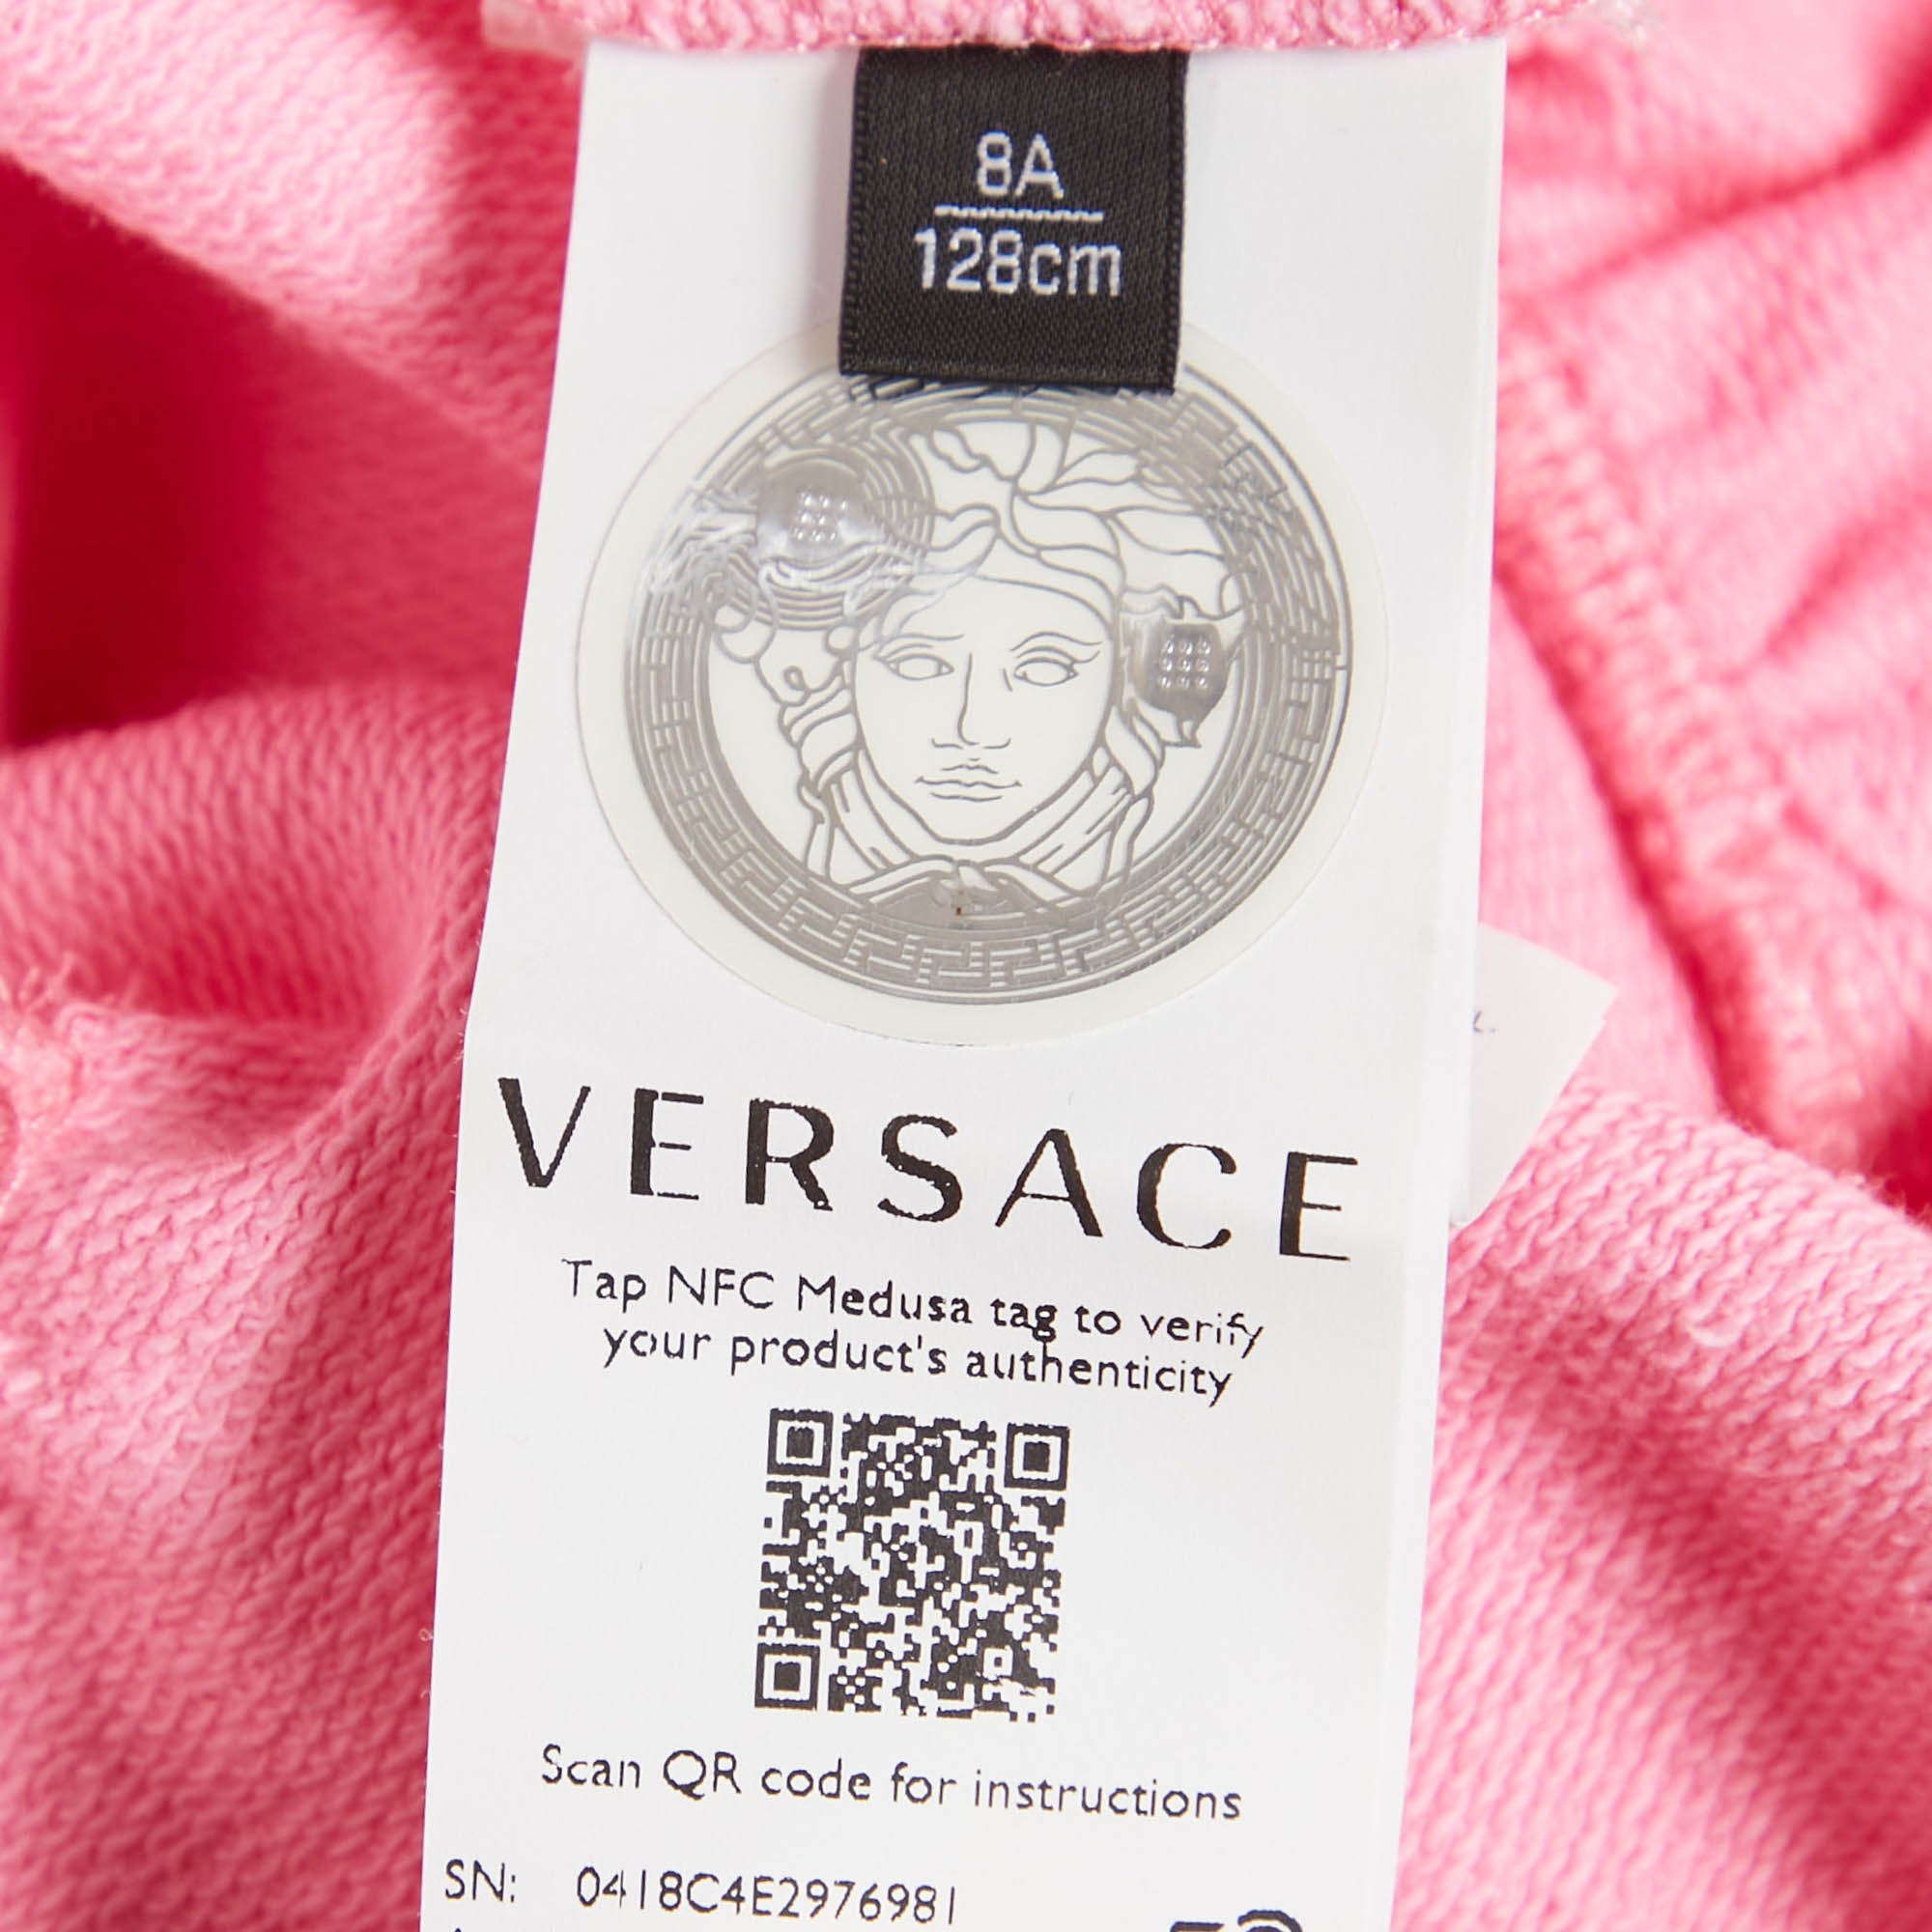 8A
128cm
VERSACE
Tap NFC Medusa tag to verify
your product's authenticity
Scan QR code for instructions
SN: 0418C4E2976981